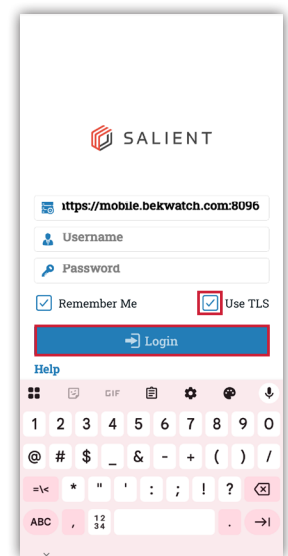 SALIENT
https://mobile.bekwatch.com:8096
Username
Password
Remember Me
Use TLS
Login
Help
GIF
1 2 3 4 5 6 7 8 9 0
@ # $ _ & - + ( ) /
=\< * " ' : ; ! ? 
ABC , 12 34 .